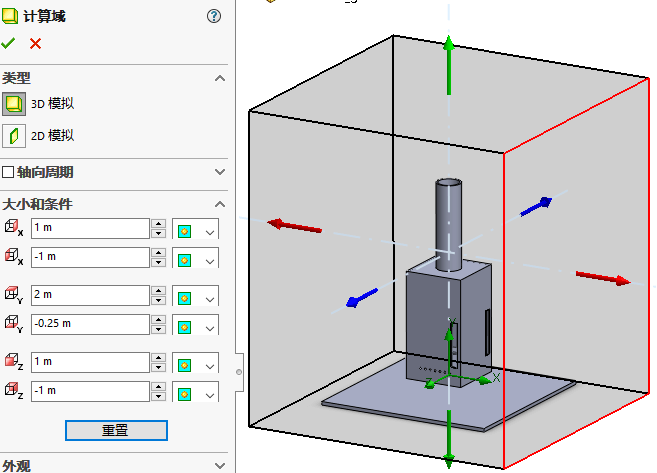 计算域
类型
3D 模拟
2D 模拟
轴向周期
大小和条件
X 1 m
X -1 m
Y 2 m
Y -0.25 m
Z 1 m
Z -1 m
重置
外观
Y
X
Z